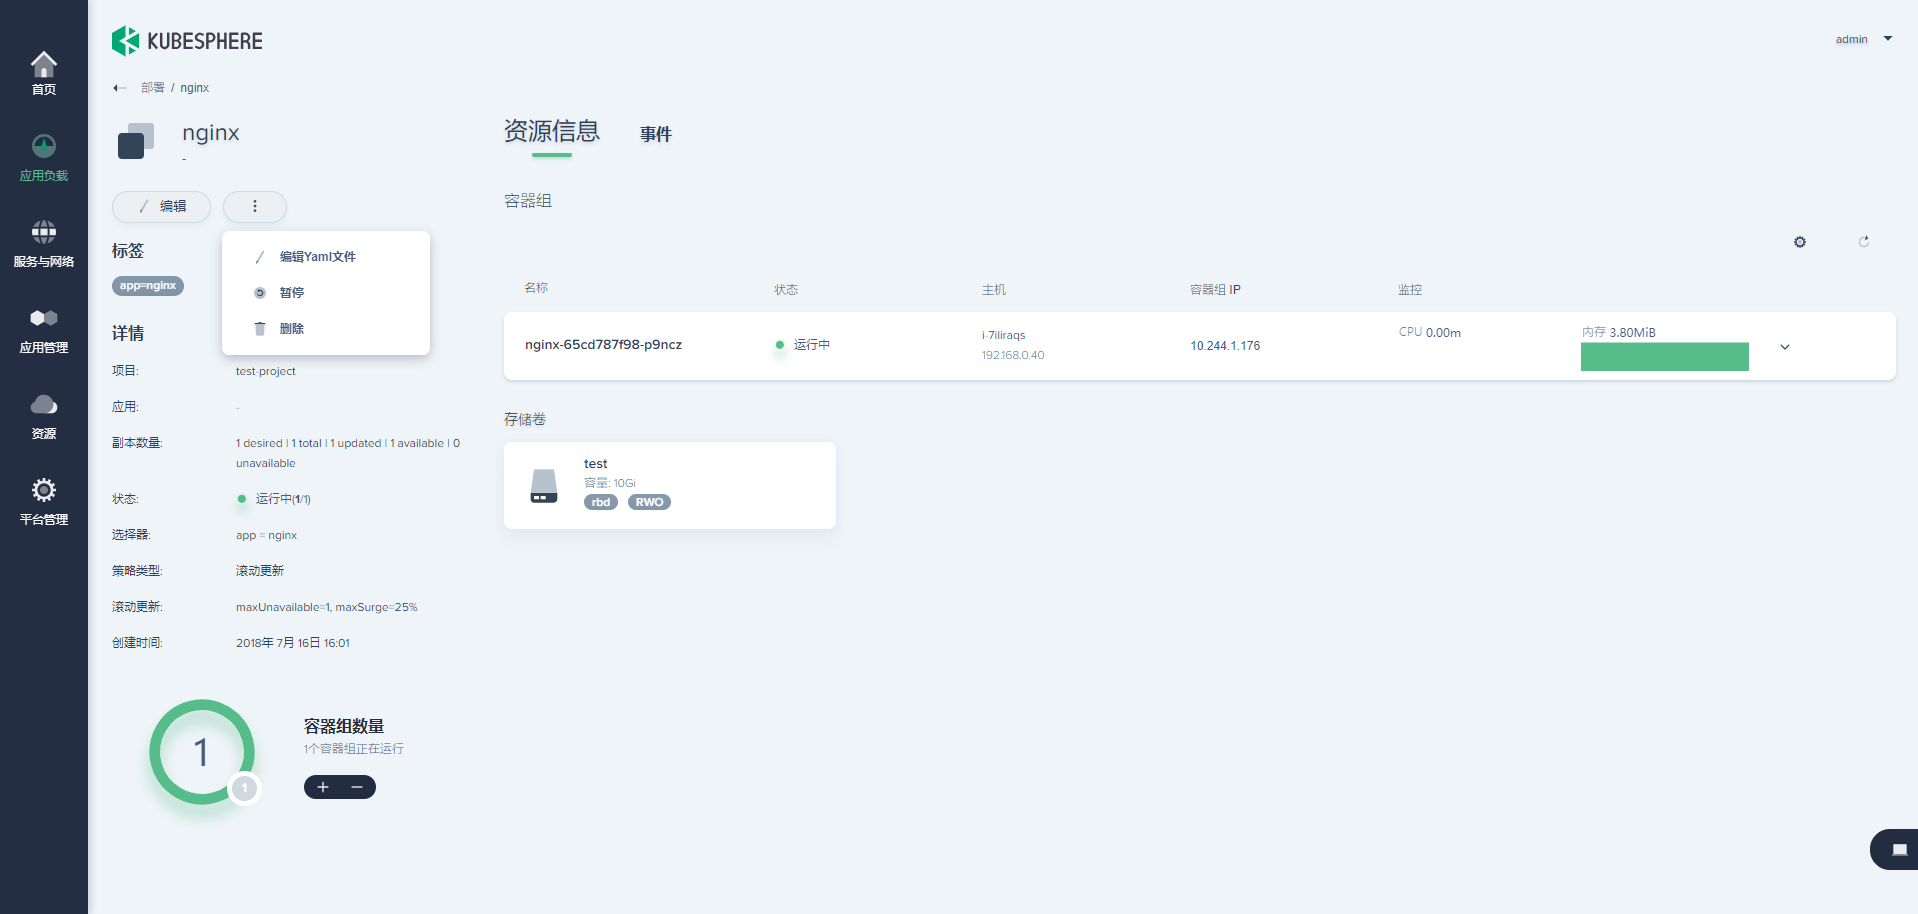 KUBESPHERE
admin
首页
应用负载
服务与网络
应用管理
资源
平台管理
部署 / nginx
nginx
-
编辑
编辑Yaml文件
暂停
删除
标签
app=nginx
详情
项目: test-project
应用: -
副本数量: 1 desired | 1 total | 1 updated | 1 available | 0
unavailable
状态: 运行中(1/1)
选择器: app = nginx
策略类型: 滚动更新
滚动更新: maxUnavailable=1, maxSurge=25%
创建时间: 2018年 7月 16日 16:01
1
1
容器组数量
1个容器组正在运行
资源信息 事件
容器组
名称 状态 主机 容器组 IP 监控
nginx-65cd787f98-p9ncz 运行中
i-7iliraqs
192.168.0.40
10.244.1.176
CPU 0.00m
内存 3.80MiB
存储卷
test
容量: 10Gi
rbd RWO